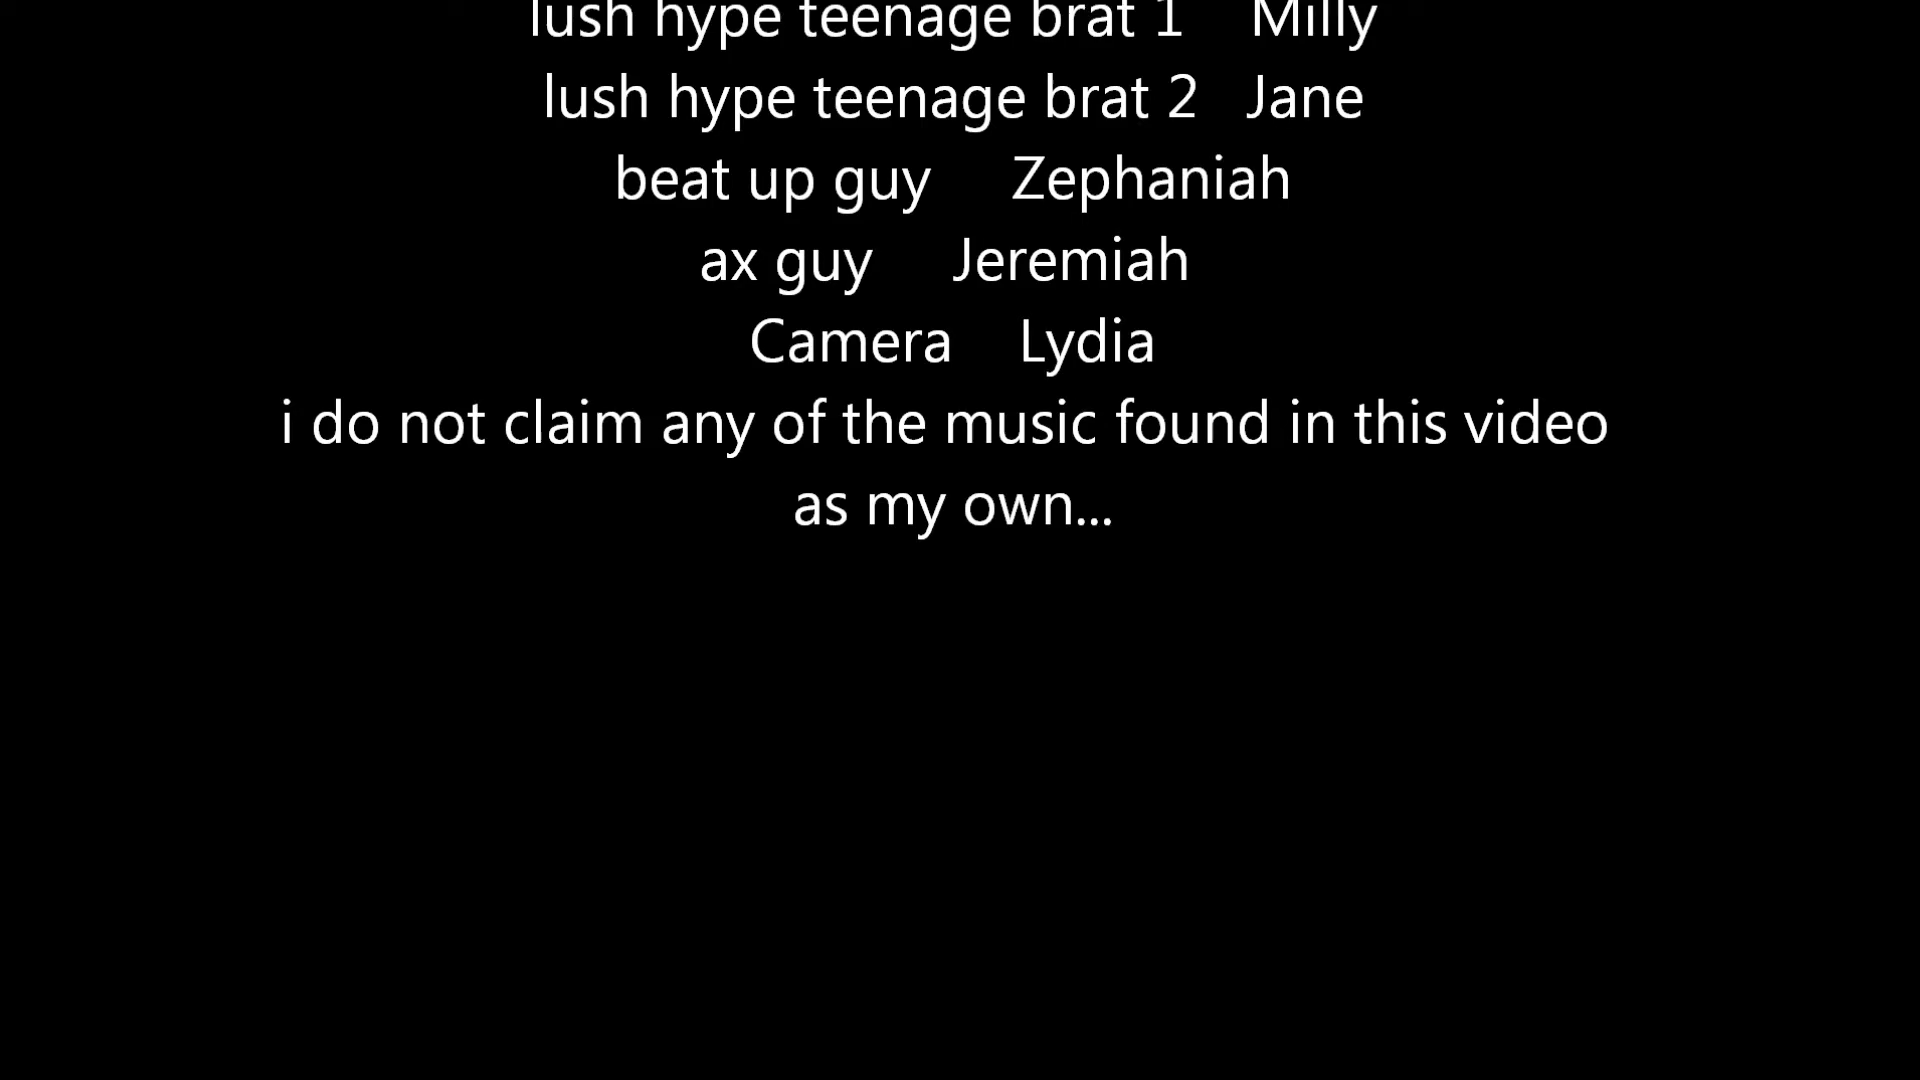 lush hype teenage brat 1 Milly
lush hype teenage brat 2 Jane
beat up guy Zephaniah
ax guy Jeremiah
Camera Lydia
i do not claim any of the music found in this video
as my own...